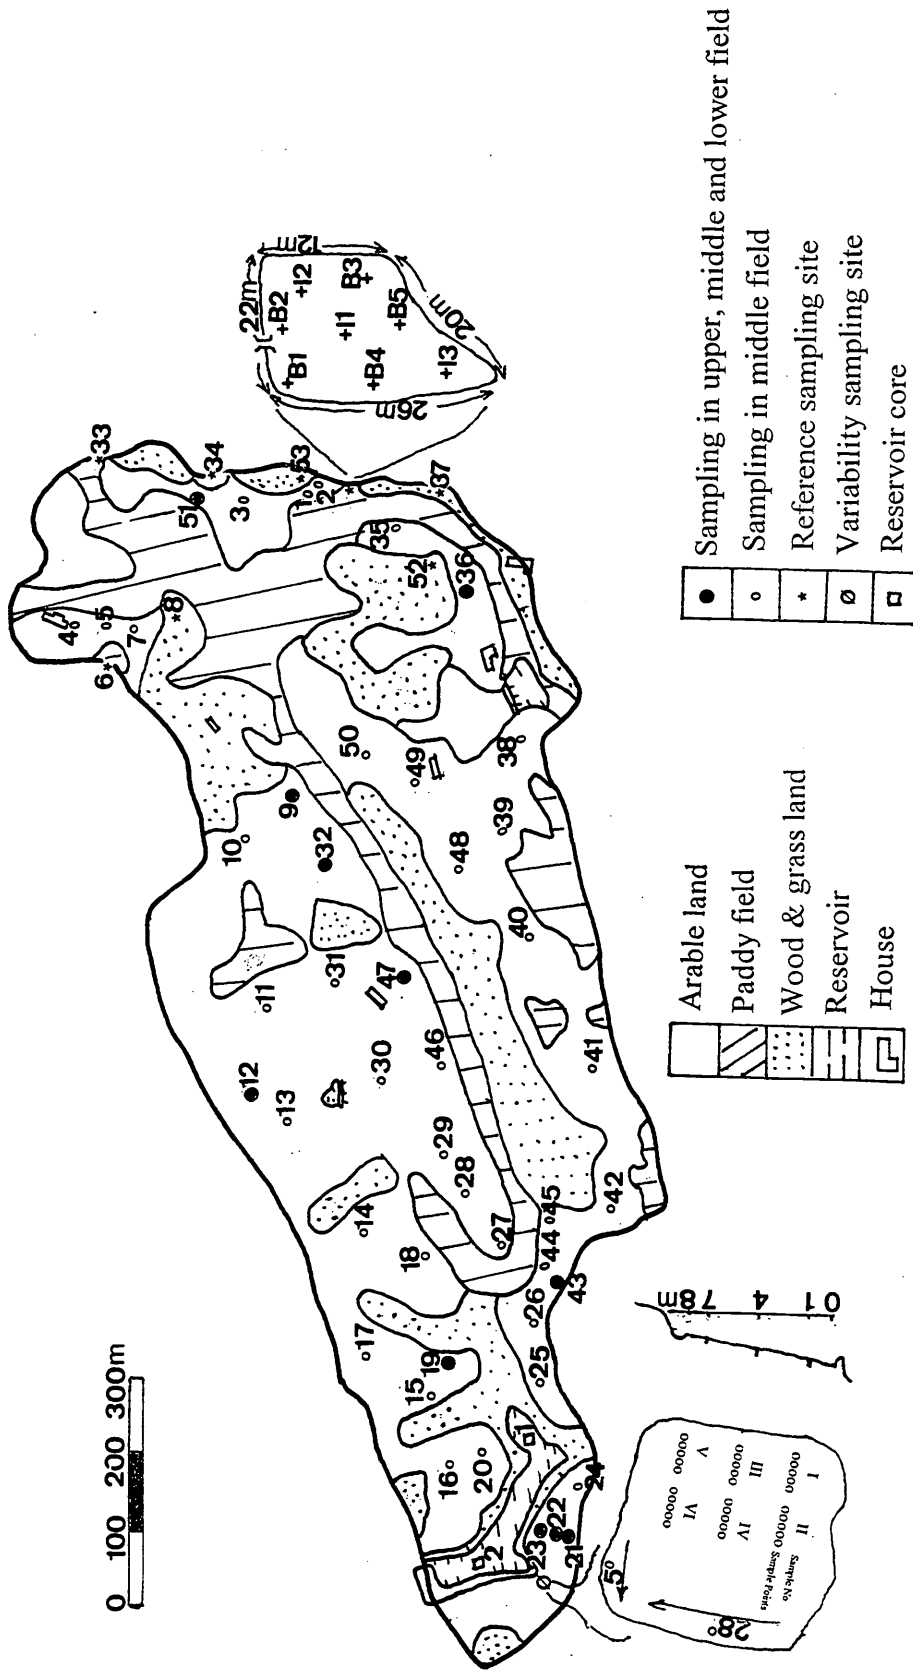 0 100 200 300m
*33
*34
51
3
*53
1
2
*37
4
5
7
6*
*8
35
52
36
10
9
32
50
49
38
39
48
40
11
31
47
12
13
30
46
41
14
29
28
18
27
45
44
42
17
19
15
26
43
25
16
20
1
2
24
23
22
21
22m
12m
26m
20m
+B1
+B2
+I2
+I1
B3
+B4
+B5
+I3
Arable land
Paddy field
Wood & grass land
Reservoir
House
Sampling in upper, middle and lower field
Sampling in middle field
Reference sampling site
Variability sampling site
Reservoir core
I
II
III
IV
V
VI
Sample No
Sample Points
5°
28°
m
8
7
4
1
0